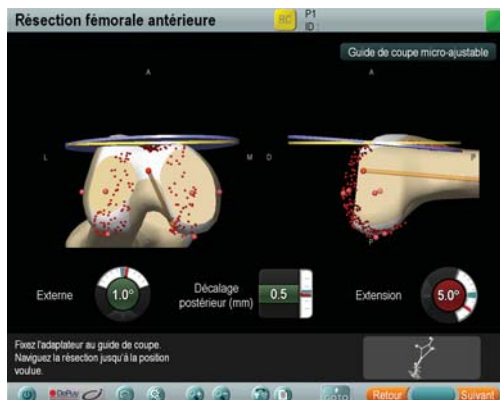 Résection fémorale antérieure
RC
P1
ID :
Guide de coupe micro-ajustable
A
A
L
M
D
P
P
Externe
1.0°
Décalage
postérieur (mm)
0.5
Extension
5.0°
Fixez l'adaptateur au guide de coupe.
Naviguez la résection jusqu'à la position
voulue.
DePuy
GOTO
Retour
Suivant